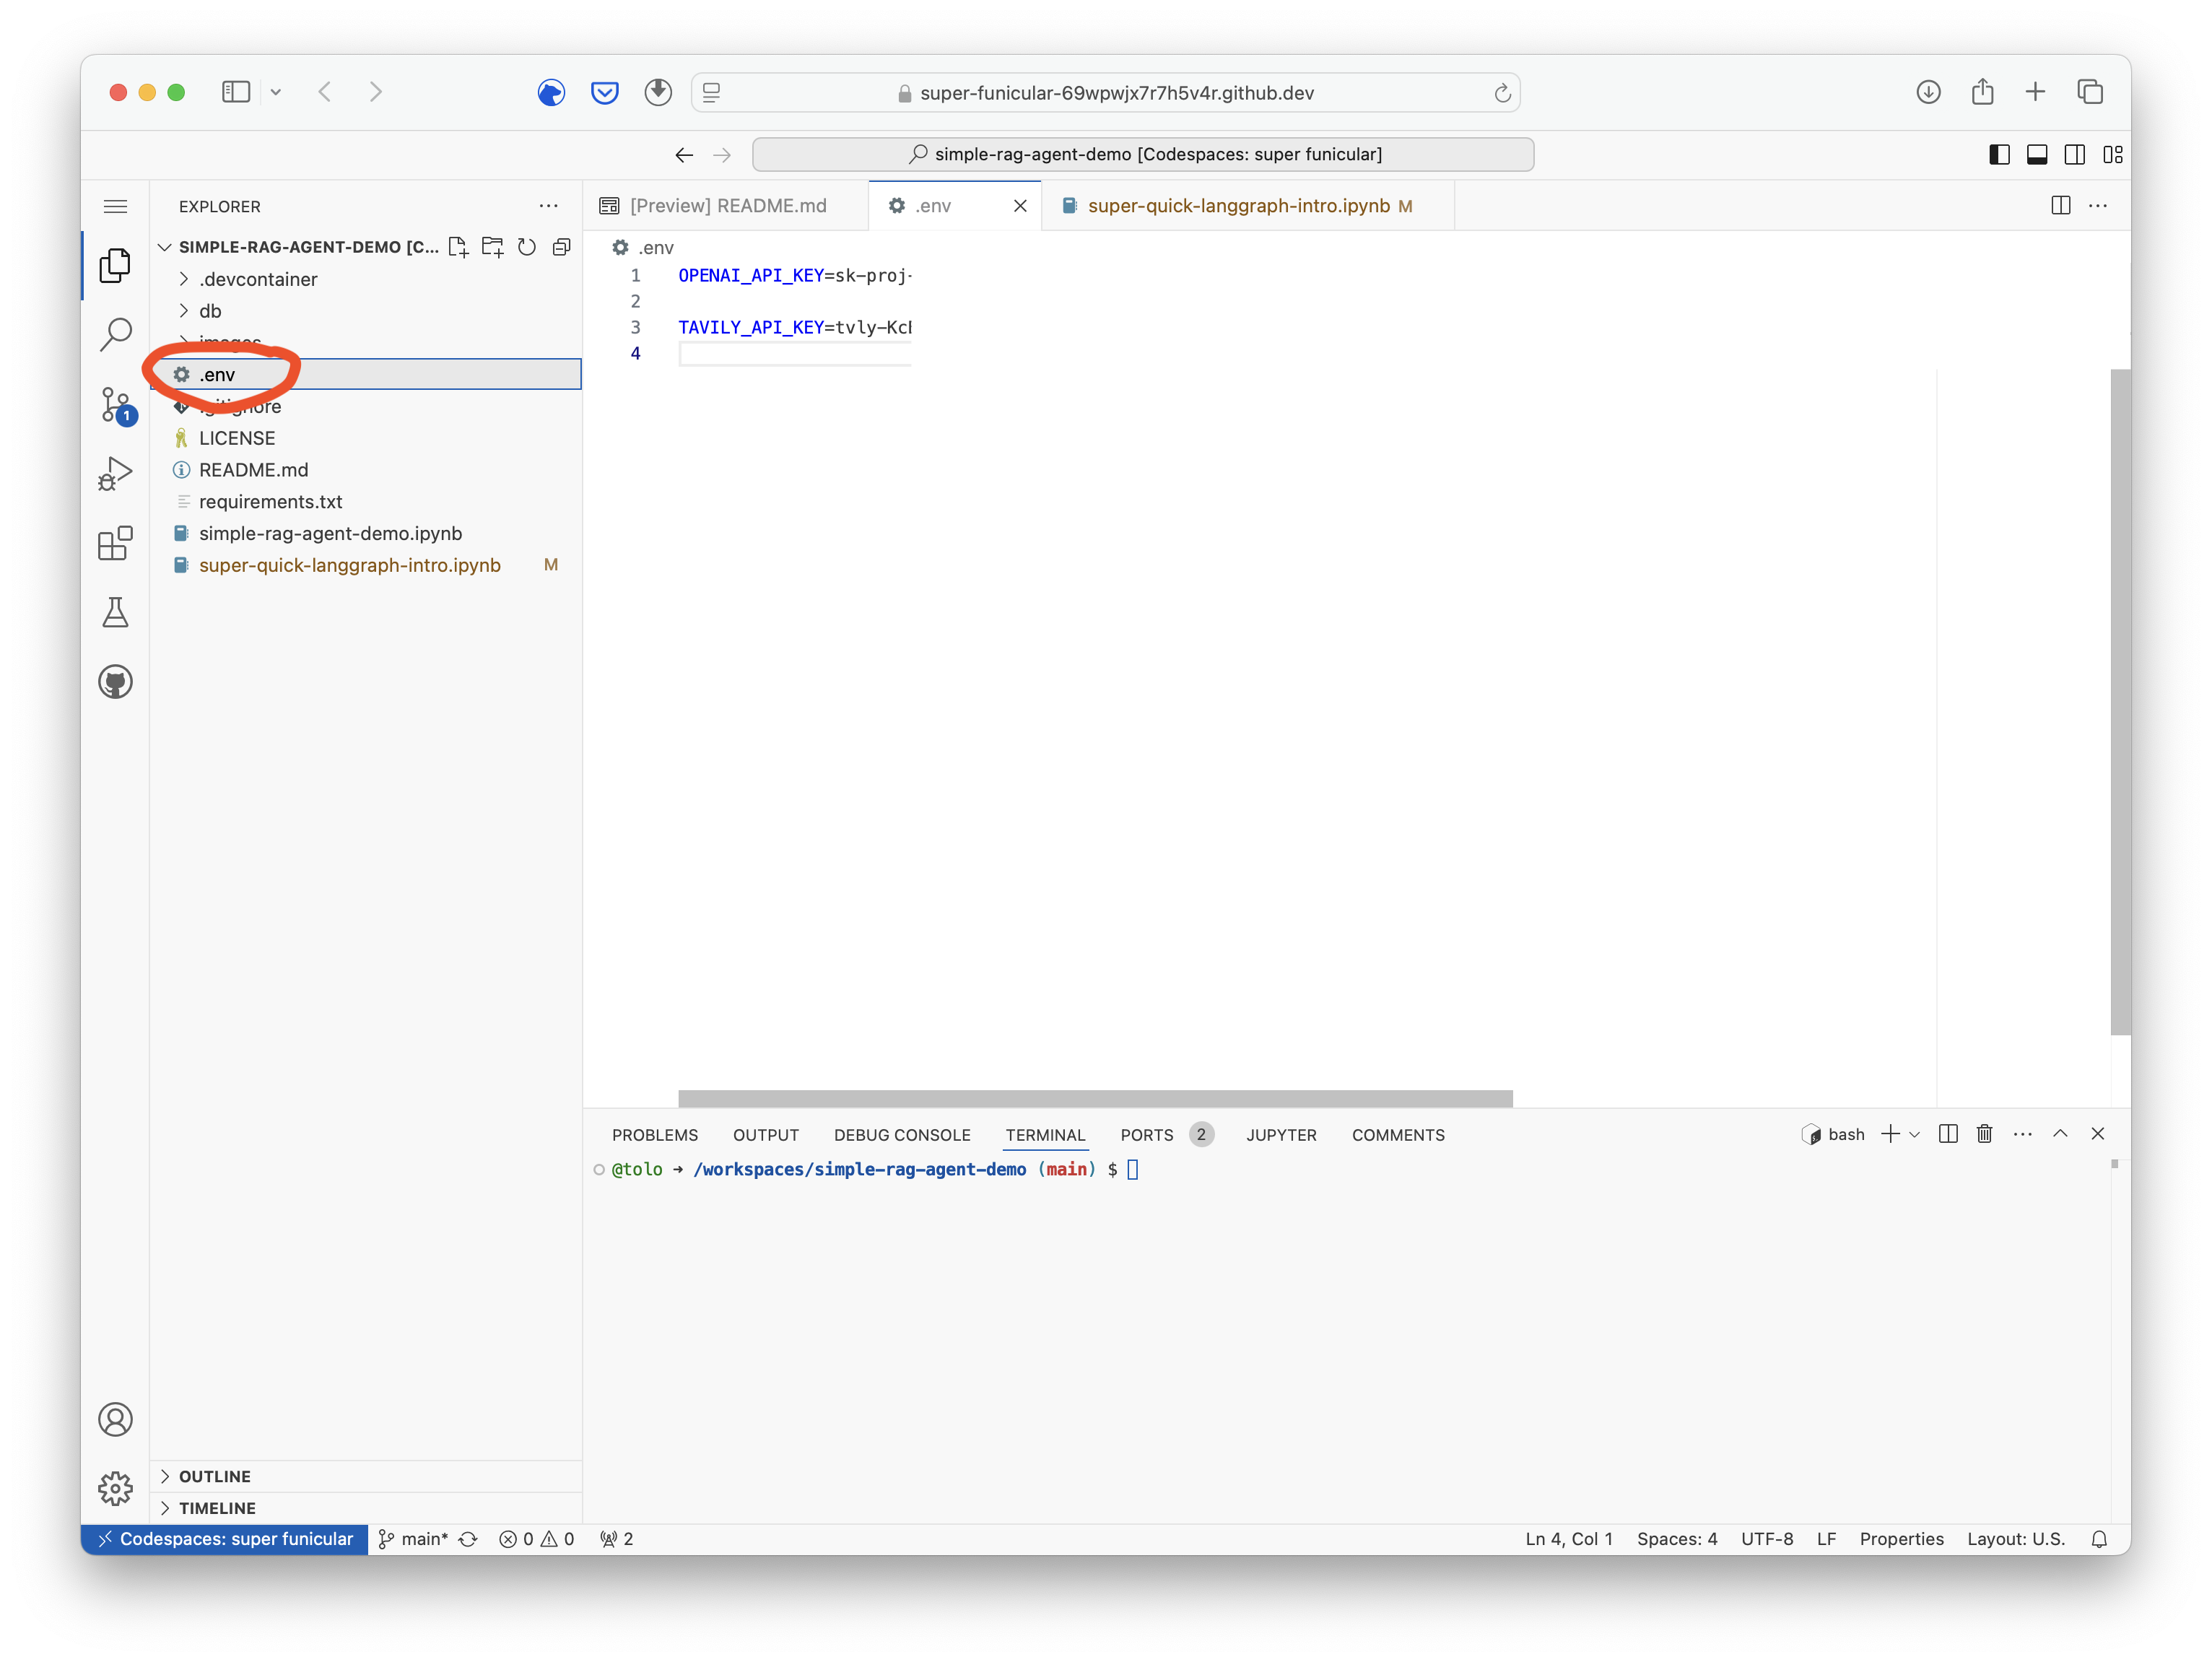 super-funicular-69wpwjx7r7h5v4r.github.dev
simple-rag-agent-demo [Codespaces: super funicular]
EXPLORER
SIMPLE-RAG-AGENT-DEMO [C...
.devcontainer
db
images
.env
.gitignore
LICENSE
README.md
requirements.txt
simple-rag-agent-demo.ipynb
super-quick-langgraph-intro.ipynb M
1
OUTLINE
TIMELINE
[Preview] README.md
.env
super-quick-langgraph-intro.ipynb M
.env
1 OPENAI_API_KEY=sk-proj-
2
3 TAVILY_API_KEY=tvly-Kc
4
PROBLEMS OUTPUT DEBUG CONSOLE TERMINAL PORTS 2 JUPYTER COMMENTS
bash
@tolo → /workspaces/simple-rag-agent-demo (main) $
Codespaces: super funicular main* 0 0 2
Ln 4, Col 1 Spaces: 4 UTF-8 LF Properties Layout: U.S.